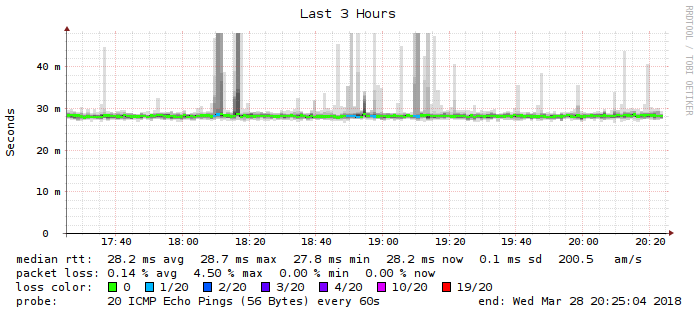 Last 3 Hours
RRDTOOL / TOBI OETIKER
Seconds
40 m
30 m
20 m
10 m
0
17:40 18:00 18:20 18:40 19:00 19:20 19:40 20:00 20:20
median rtt: 28.2 ms avg 28.7 ms max 27.8 ms min 28.2 ms now 0.1 ms sd 200.5 am/s
packet loss: 0.14 % avg 4.50 % max 0.00 % min 0.00 % now
loss color: 0 1/20 2/20 3/20 4/20 10/20 19/20
probe: 20 ICMP Echo Pings (56 Bytes) every 60s end: Wed Mar 28 20:25:04 2018